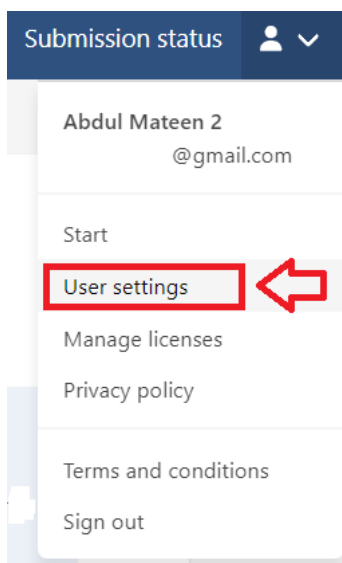 Submission status
Abdul Mateen 2
@gmail.com
Start
User settings
Manage licenses
Privacy policy
Terms and conditions
Sign out